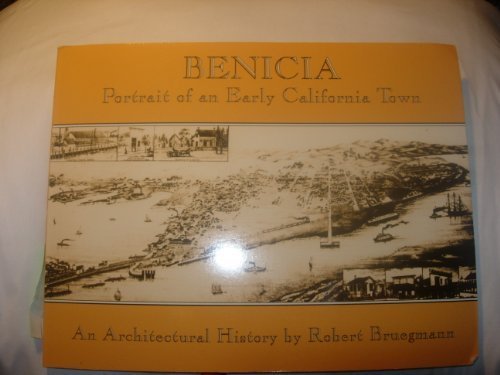 BENICIA
Portrait of an Early California Town
An Architectural History by Robert Bruegmann